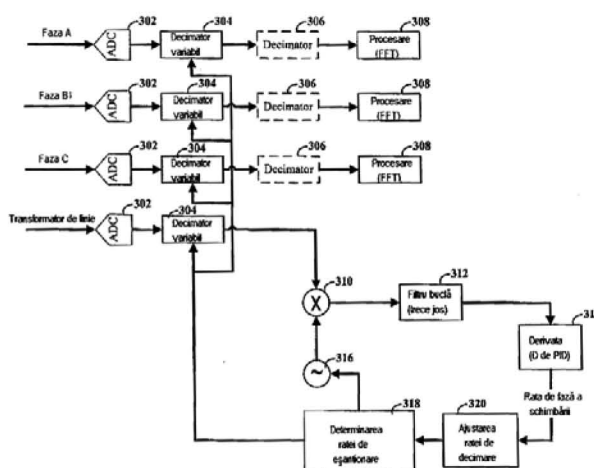 302
304
306
308
Faza A
ADC
Decimator
variabil
Decimator
Procesare
(FFT)
302
304
306
308
Faza B
ADC
Decimator
variabil
Decimator
Procesare
(FFT)
302
304
306
308
Faza C
ADC
Decimator
variabil
Decimator
Procesare
(FFT)
302
304
Transformator de linie
ADC
Decimator
variabil
310
X
312
Filtru buclă
(trece jos)
31
Derivata
(D de PID)
316
~
Rata de fază a
schimbării
318
Determinarea
ratei de
eșantionare
320
Ajustarea
ratei de
decimare